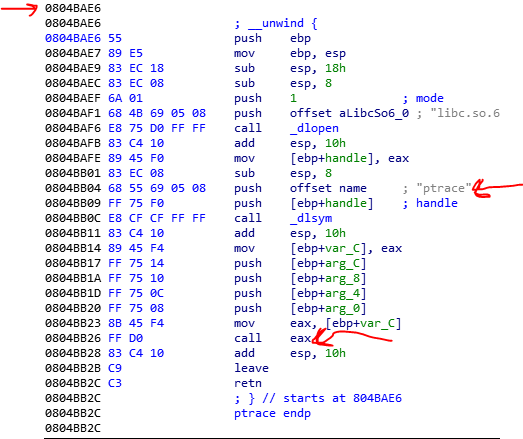 0804BAE6
0804BAE6 ; __unwind {
0804BAE6 55 push ebp
0804BAE7 89 E5 mov ebp, esp
0804BAE9 83 EC 18 sub esp, 18h
0804BAEC 83 EC 08 sub esp, 8
0804BAEF 6A 01 push 1 ; mode
0804BAF1 68 4B 69 05 08 push offset aLibcSo6_0 ; "libc.so.6
0804BAF6 E8 75 D0 FF FF call _dlopen
0804BAFB 83 C4 10 add esp, 10h
0804BAFE 89 45 F0 mov [ebp+handle], eax
0804BB01 83 EC 08 sub esp, 8
0804BB04 68 55 69 05 08 push offset name ; "ptrace"
0804BB09 FF 75 F0 push [ebp+handle] ; handle
0804BB0C E8 CF CF FF FF call _dlsym
0804BB11 83 C4 10 add esp, 10h
0804BB14 89 45 F4 mov [ebp+var_C], eax
0804BB17 FF 75 14 push [ebp+arg_C]
0804BB1A FF 75 10 push [ebp+arg_8]
0804BB1D FF 75 0C push [ebp+arg_4]
0804BB20 FF 75 08 push [ebp+arg_0]
0804BB23 8B 45 F4 mov eax, [ebp+var_C]
0804BB26 FF D0 call eax
0804BB28 83 C4 10 add esp, 10h
0804BB2B C9 leave
0804BB2C C3 retn
0804BB2C ; } // starts at 804BAE6
0804BB2C ptrace endp
0804BB2C